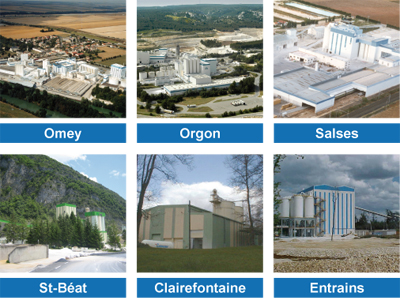 Omey
Orgon
Salses
St-Béat
Clairefontaine
Entrains